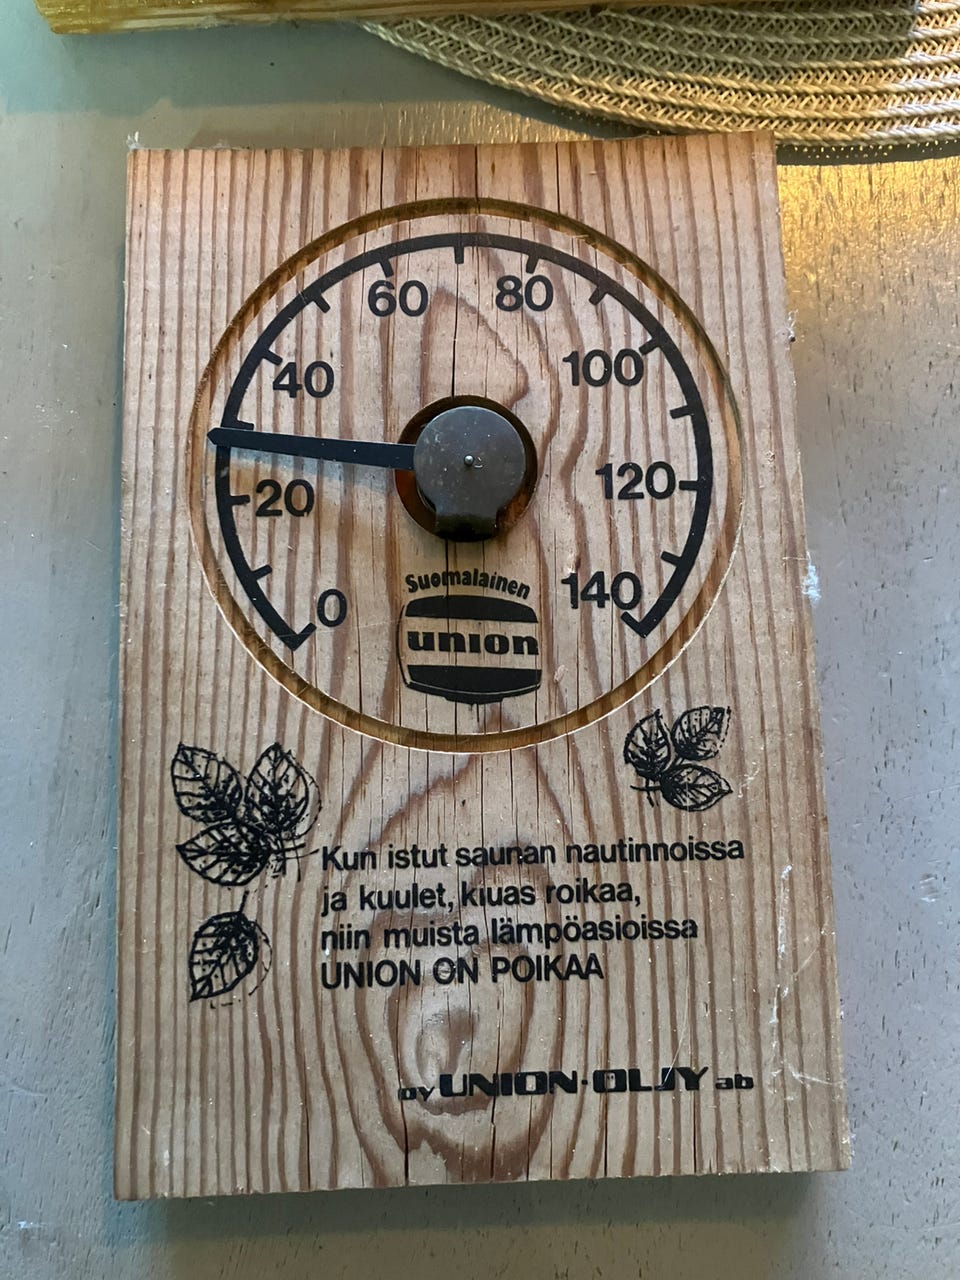 60 80
40 100
20 120
0 140
Suomalainen
union
Kun istut saunan nautinnoissa
ja kuulet, kiuas roikaa,
niin muista lämpöasioissa
UNION ON POIKAA
oy UNION·ÖLJY ab